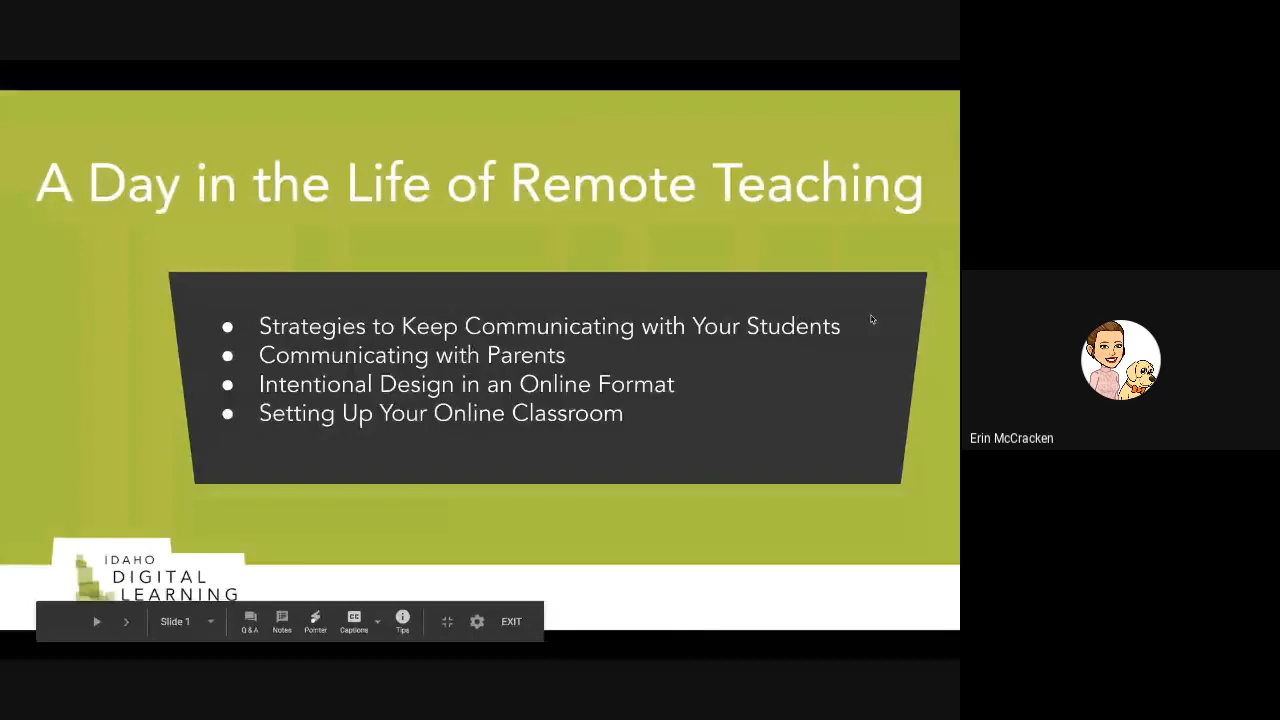 A Day in the Life of Remote Teaching
● Strategies to Keep Communicating with Your Students
● Communicating with Parents
● Intentional Design in an Online Format
● Setting Up Your Online Classroom
Erin McCracken
IDAHO
DIGITAL
LEARNING
Slide 1
Q & A
Notes
Pointer
CC
Captions
Tips
EXIT